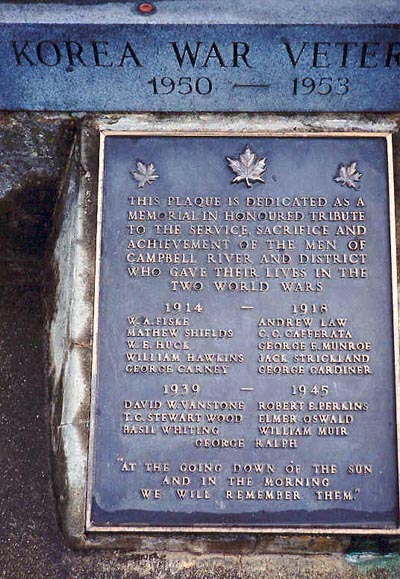 KOREA WAR VETER
1950 — 1953
THIS PLAQUE IS DEDICATED AS A
MEMORIAL IN HONOURED TRIBUTE
TO THE SERVICE, SACRIFICE AND
ACHIEVEMENT OF THE MEN OF
CAMPBELL RIVER AND DISTRICT
WHO GAVE THEIR LIVES IN THE
TWO WORLD WARS
1914 — 1918
W. A. FISKE ANDREW LAW
MATHEW SHIELDS C. C. CAFFERATA
W. E. HUCK GEORGE E. MUNROE
WILLIAM HAWKINS JACK STRICKLAND
GEORGE CARNEY GEORGE GARDINER
1939 — 1945
DAVID W. VANSTONE ROBERT E. PERKINS
T. C. STEWART WOOD ELMER OSWALD
BASIL WHITING WILLIAM MUIR
GEORGE RALPH
"AT THE GOING DOWN OF THE SUN
AND IN THE MORNING
WE WILL REMEMBER THEM."